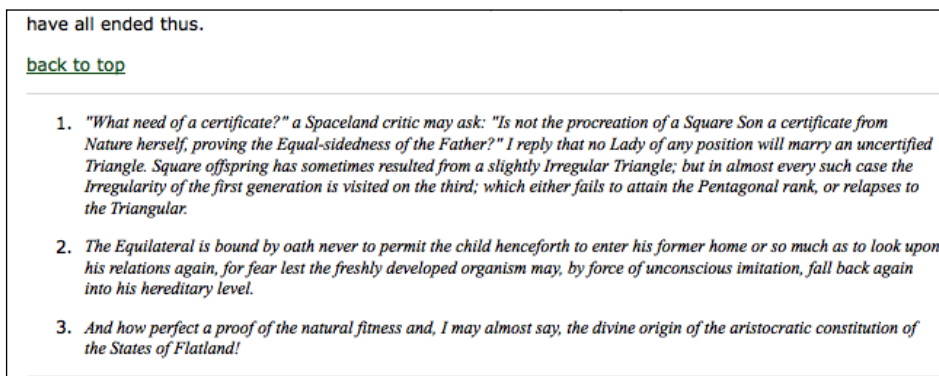 have all ended thus.
back to top
1. "What need of a certificate?" a Spaceland critic may ask: "Is not the procreation of a Square Son a certificate from
Nature herself, proving the Equal-sidedness of the Father?" I reply that no Lady of any position will marry an uncertified
Triangle. Square offspring has sometimes resulted from a slightly Irregular Triangle; but in almost every such case the
Irregularity of the first generation is visited on the third; which either fails to attain the Pentagonal rank, or relapses to
the Triangular.
2. The Equilateral is bound by oath never to permit the child henceforth to enter his former home or so much as to look upon
his relations again, for fear lest the freshly developed organism may, by force of unconscious imitation, fall back again
into his hereditary level.
3. And how perfect a proof of the natural fitness and, I may almost say, the divine origin of the aristocratic constitution of
the States of Flatland!